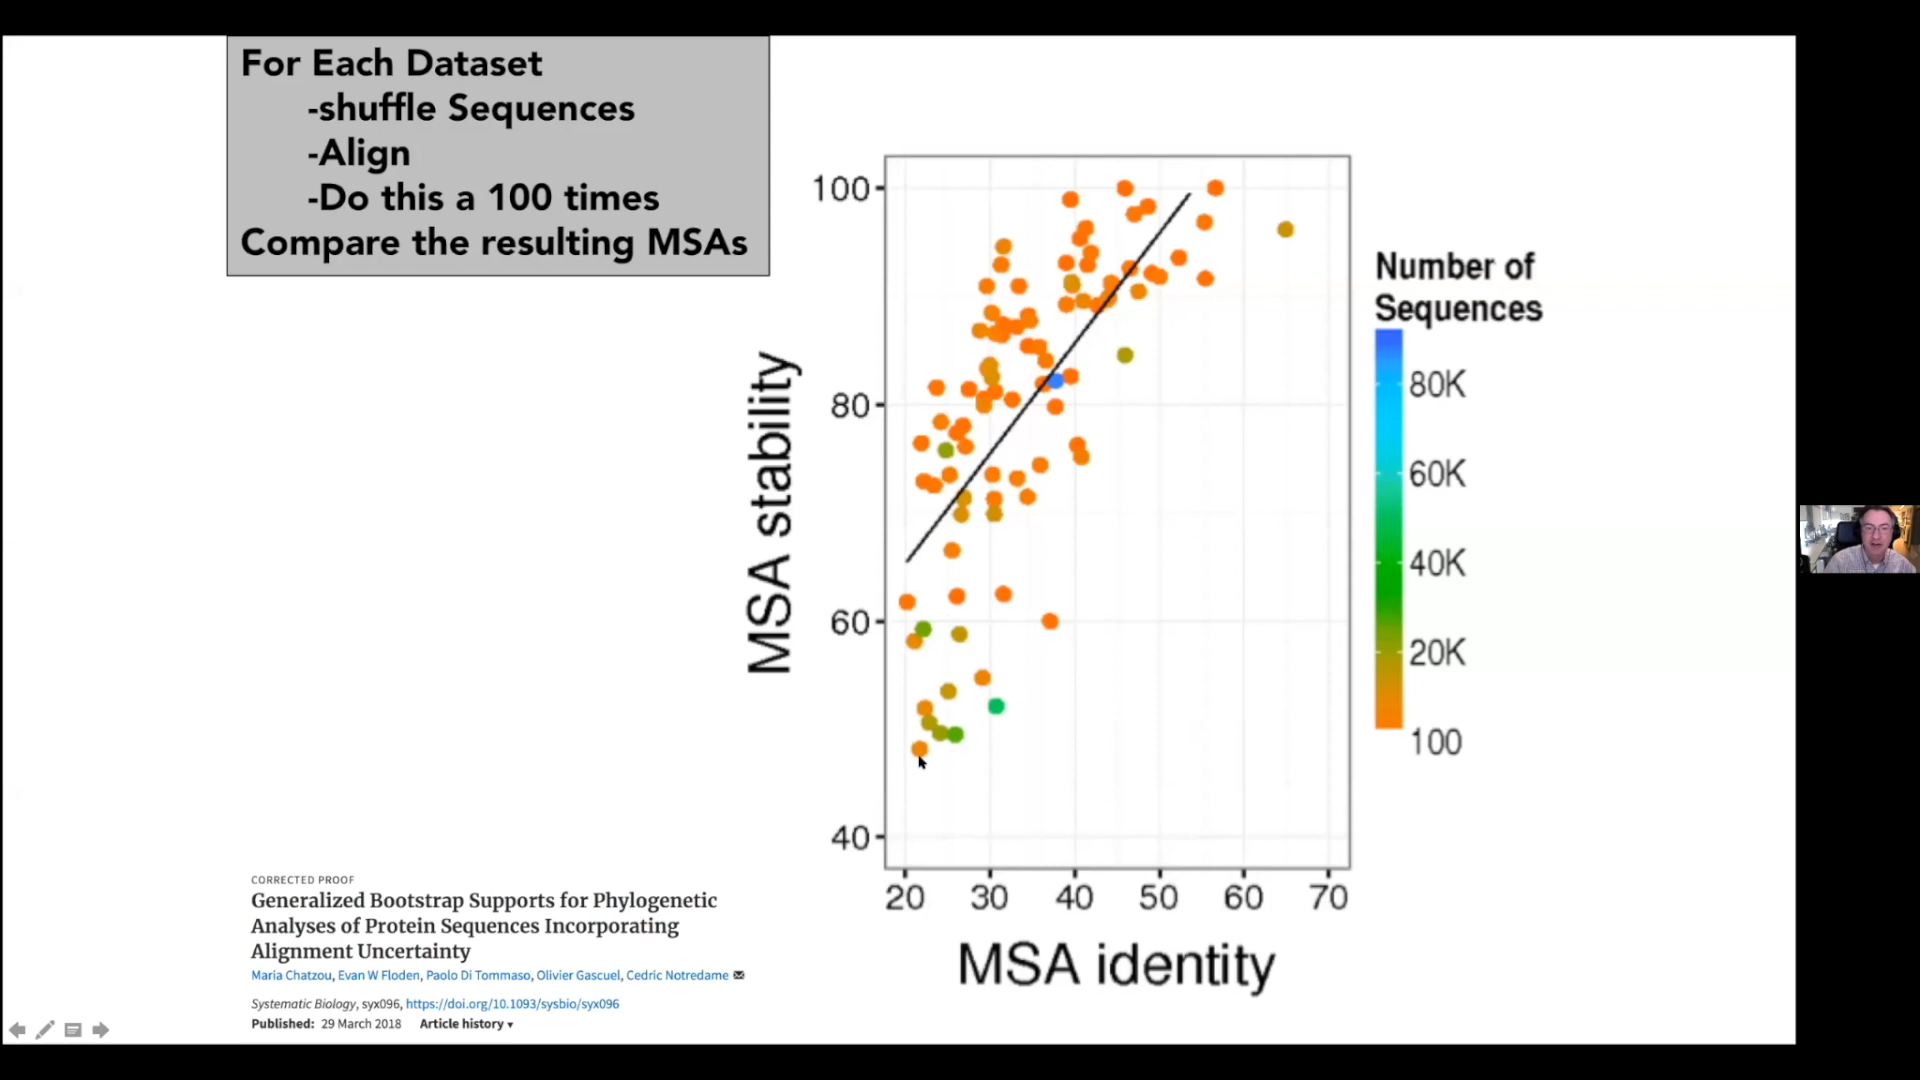 For Each Dataset
-shuffle Sequences
-Align
-Do this a 100 times
Compare the resulting MSAs
MSA stability
100
80
60
40
20 30 40 50 60 70
MSA identity
Number of
Sequences
80K
60K
40K
20K
100
CORRECTED PROOF
Generalized Bootstrap Supports for Phylogenetic
Analyses of Protein Sequences Incorporating
Alignment Uncertainty
Maria Chatzou, Evan W Floden, Paolo Di Tommaso, Olivier Gascuel, Cedric Notredame
Systematic Biology, syx096, https://doi.org/10.1093/sysbio/syx096
Published: 29 March 2018 Article history